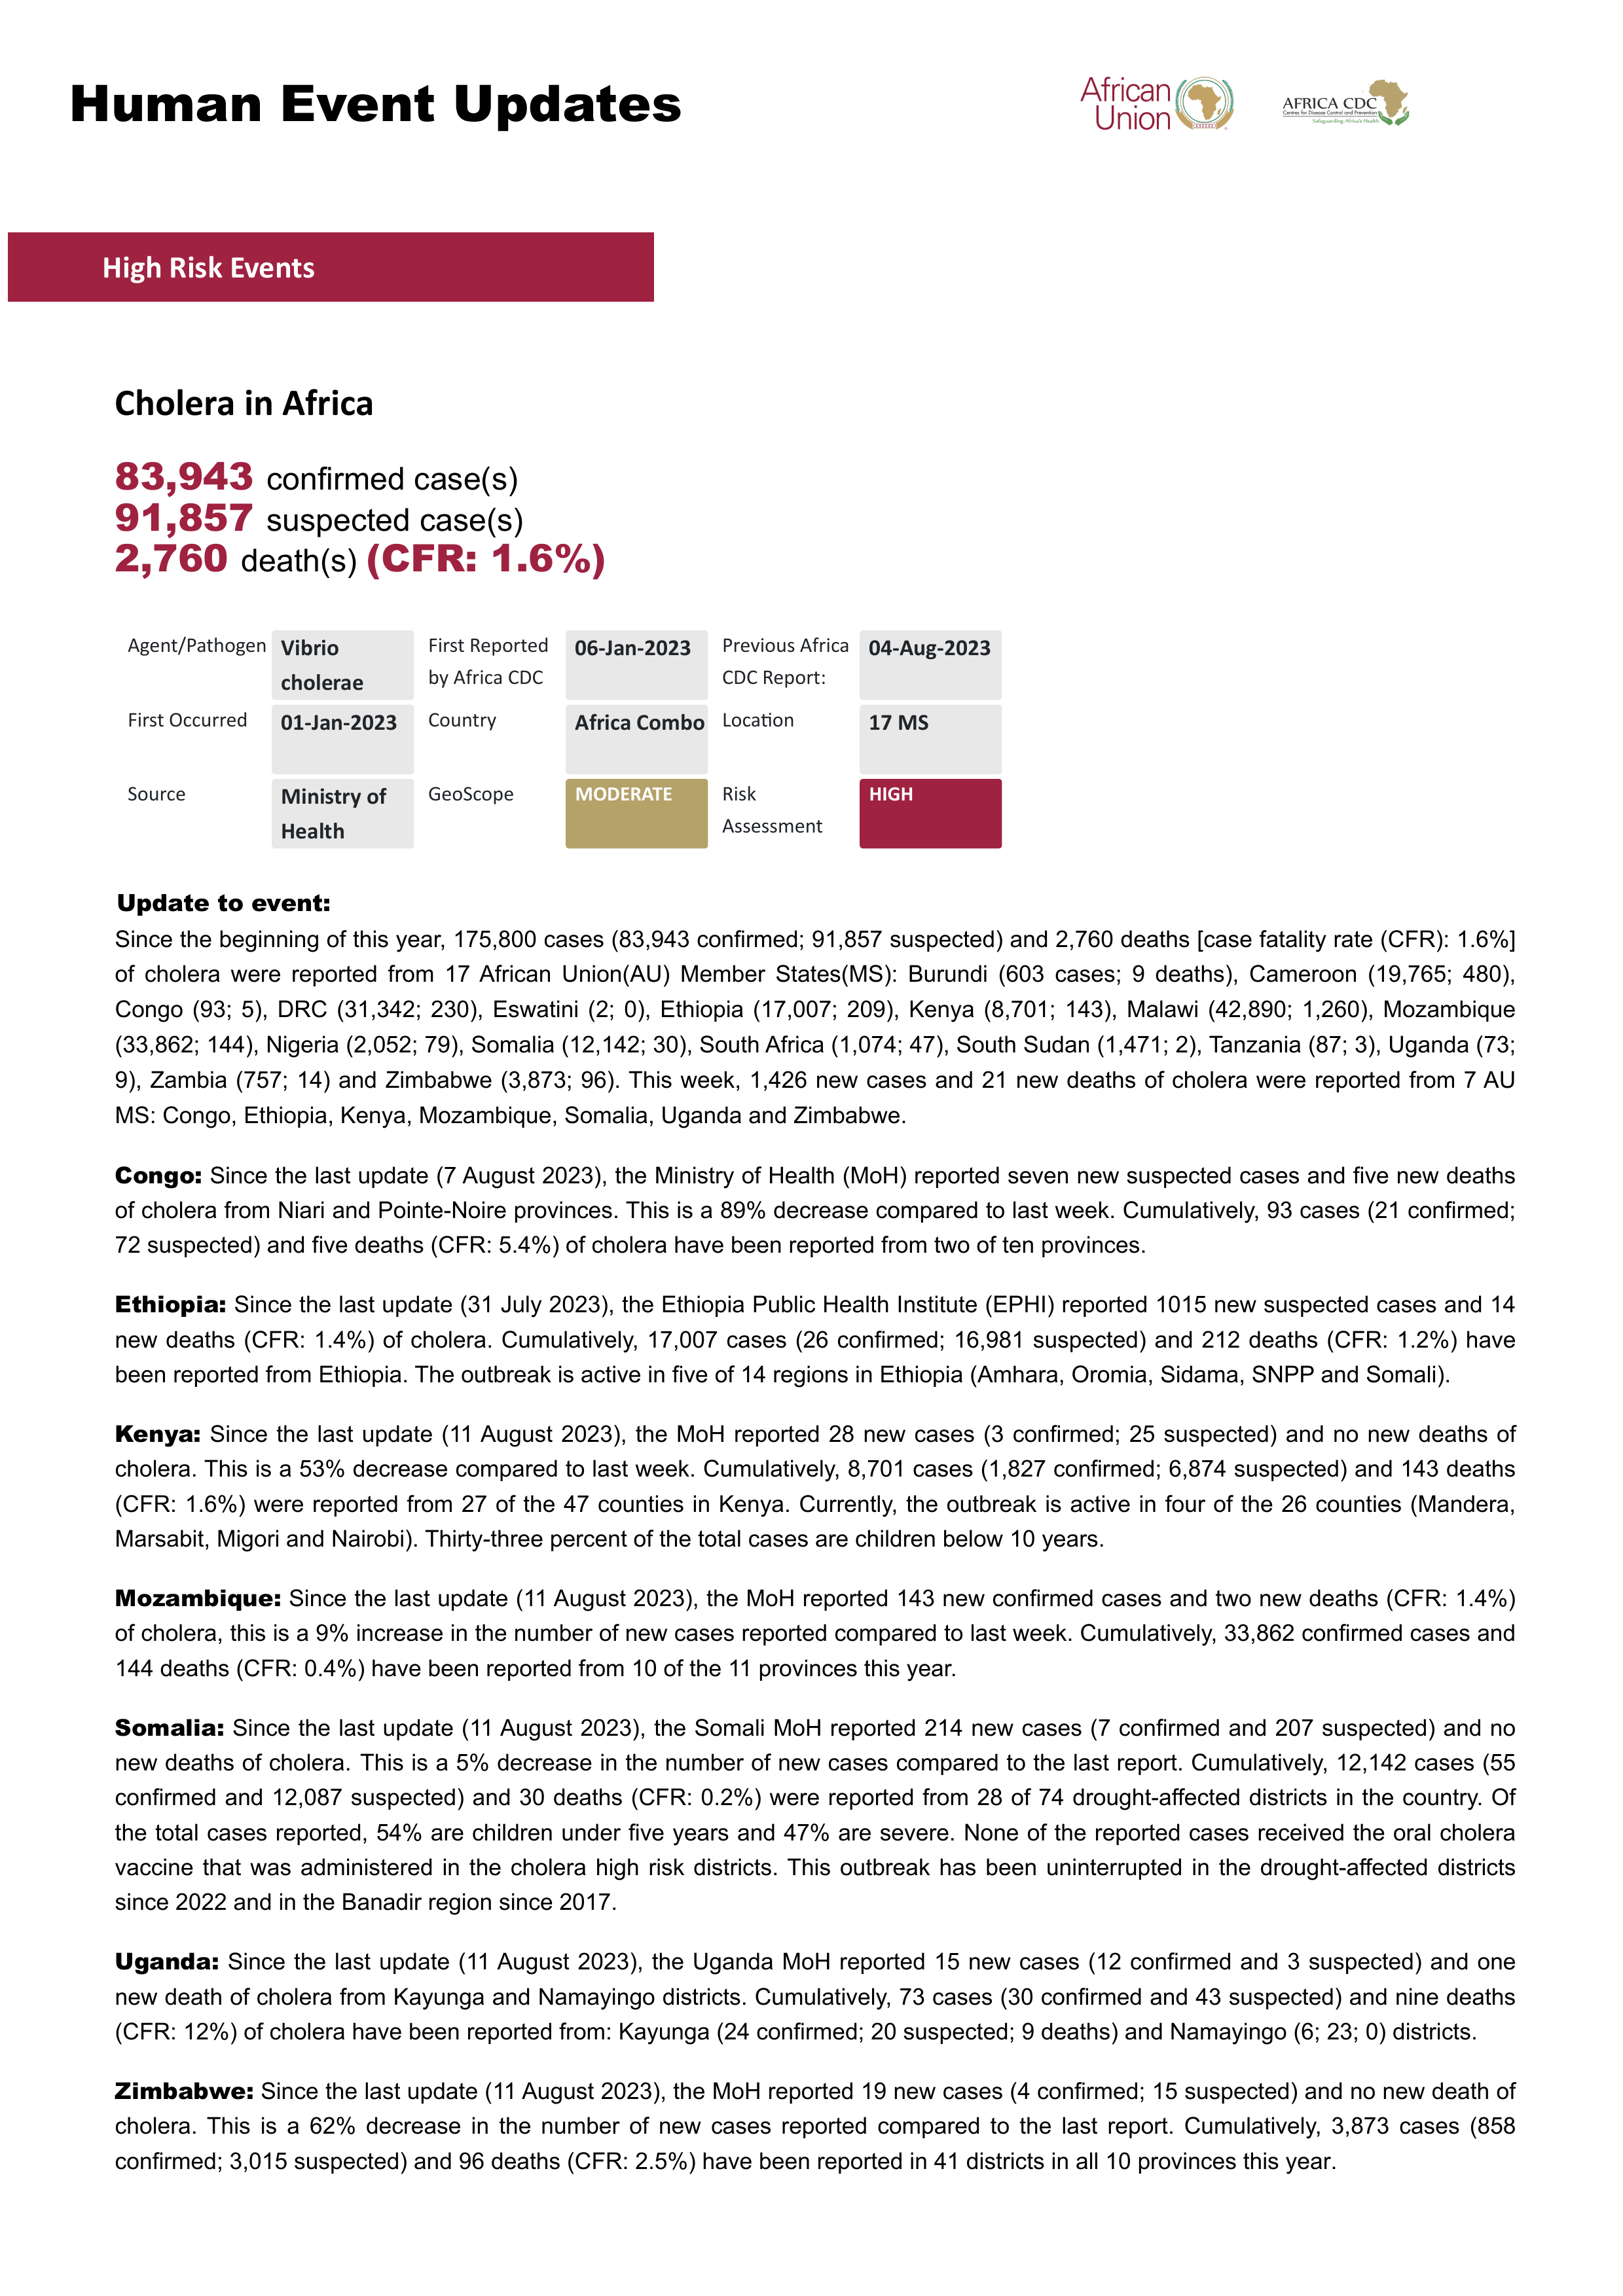 Human Event Updates
African
Union
AFRICA CDC
Centres for Disease Control and Prevention
Safeguarding Africa's Health
High Risk Events
Cholera in Africa
83,943 confirmed case(s)
91,857 suspected case(s)
2,760 death(s) (CFR: 1.6%)
Agent/Pathogen Vibrio cholerae First Reported by Africa CDC 06-Jan-2023 Previous Africa CDC Report: 04-Aug-2023
First Occurred 01-Jan-2023 Country Africa Combo Location 17 MS
Source Ministry of Health GeoScope MODERATE Risk Assessment HIGH
Update to event:
Since the beginning of this year, 175,800 cases (83,943 confirmed; 91,857 suspected) and 2,760 deaths [case fatality rate (CFR): 1.6%]
of cholera were reported from 17 African Union(AU) Member States(MS): Burundi (603 cases; 9 deaths), Cameroon (19,765; 480),
Congo (93; 5), DRC (31,342; 230), Eswatini (2; 0), Ethiopia (17,007; 209), Kenya (8,701; 143), Malawi (42,890; 1,260), Mozambique
(33,862; 144), Nigeria (2,052; 79), Somalia (12,142; 30), South Africa (1,074; 47), South Sudan (1,471; 2), Tanzania (87; 3), Uganda (73;
9), Zambia (757; 14) and Zimbabwe (3,873; 96). This week, 1,426 new cases and 21 new deaths of cholera were reported from 7 AU
MS: Congo, Ethiopia, Kenya, Mozambique, Somalia, Uganda and Zimbabwe.
Congo: Since the last update (7 August 2023), the Ministry of Health (MoH) reported seven new suspected cases and five new deaths
of cholera from Niari and Pointe-Noire provinces. This is a 89% decrease compared to last week. Cumulatively, 93 cases (21 confirmed;
72 suspected) and five deaths (CFR: 5.4%) of cholera have been reported from two of ten provinces.
Ethiopia: Since the last update (31 July 2023), the Ethiopia Public Health Institute (EPHI) reported 1015 new suspected cases and 14
new deaths (CFR: 1.4%) of cholera. Cumulatively, 17,007 cases (26 confirmed; 16,981 suspected) and 212 deaths (CFR: 1.2%) have
been reported from Ethiopia. The outbreak is active in five of 14 regions in Ethiopia (Amhara, Oromia, Sidama, SNPP and Somali).
Kenya: Since the last update (11 August 2023), the MoH reported 28 new cases (3 confirmed; 25 suspected) and no new deaths of
cholera. This is a 53% decrease compared to last week. Cumulatively, 8,701 cases (1,827 confirmed; 6,874 suspected) and 143 deaths
(CFR: 1.6%) were reported from 27 of the 47 counties in Kenya. Currently, the outbreak is active in four of the 26 counties (Mandera,
Marsabit, Migori and Nairobi). Thirty-three percent of the total cases are children below 10 years.
Mozambique: Since the last update (11 August 2023), the MoH reported 143 new confirmed cases and two new deaths (CFR: 1.4%)
of cholera, this is a 9% increase in the number of new cases reported compared to last week. Cumulatively, 33,862 confirmed cases and
144 deaths (CFR: 0.4%) have been reported from 10 of the 11 provinces this year.
Somalia: Since the last update (11 August 2023), the Somali MoH reported 214 new cases (7 confirmed and 207 suspected) and no
new deaths of cholera. This is a 5% decrease in the number of new cases compared to the last report. Cumulatively, 12,142 cases (55
confirmed and 12,087 suspected) and 30 deaths (CFR: 0.2%) were reported from 28 of 74 drought-affected districts in the country. Of
the total cases reported, 54% are children under five years and 47% are severe. None of the reported cases received the oral cholera
vaccine that was administered in the cholera high risk districts. This outbreak has been uninterrupted in the drought-affected districts
since 2022 and in the Banadir region since 2017.
Uganda: Since the last update (11 August 2023), the Uganda MoH reported 15 new cases (12 confirmed and 3 suspected) and one
new death of cholera from Kayunga and Namayingo districts. Cumulatively, 73 cases (30 confirmed and 43 suspected) and nine deaths
(CFR: 12%) of cholera have been reported from: Kayunga (24 confirmed; 20 suspected; 9 deaths) and Namayingo (6; 23; 0) districts.
Zimbabwe: Since the last update (11 August 2023), the MoH reported 19 new cases (4 confirmed; 15 suspected) and no new death of
cholera. This is a 62% decrease in the number of new cases reported compared to the last report. Cumulatively, 3,873 cases (858
confirmed; 3,015 suspected) and 96 deaths (CFR: 2.5%) have been reported in 41 districts in all 10 provinces this year.